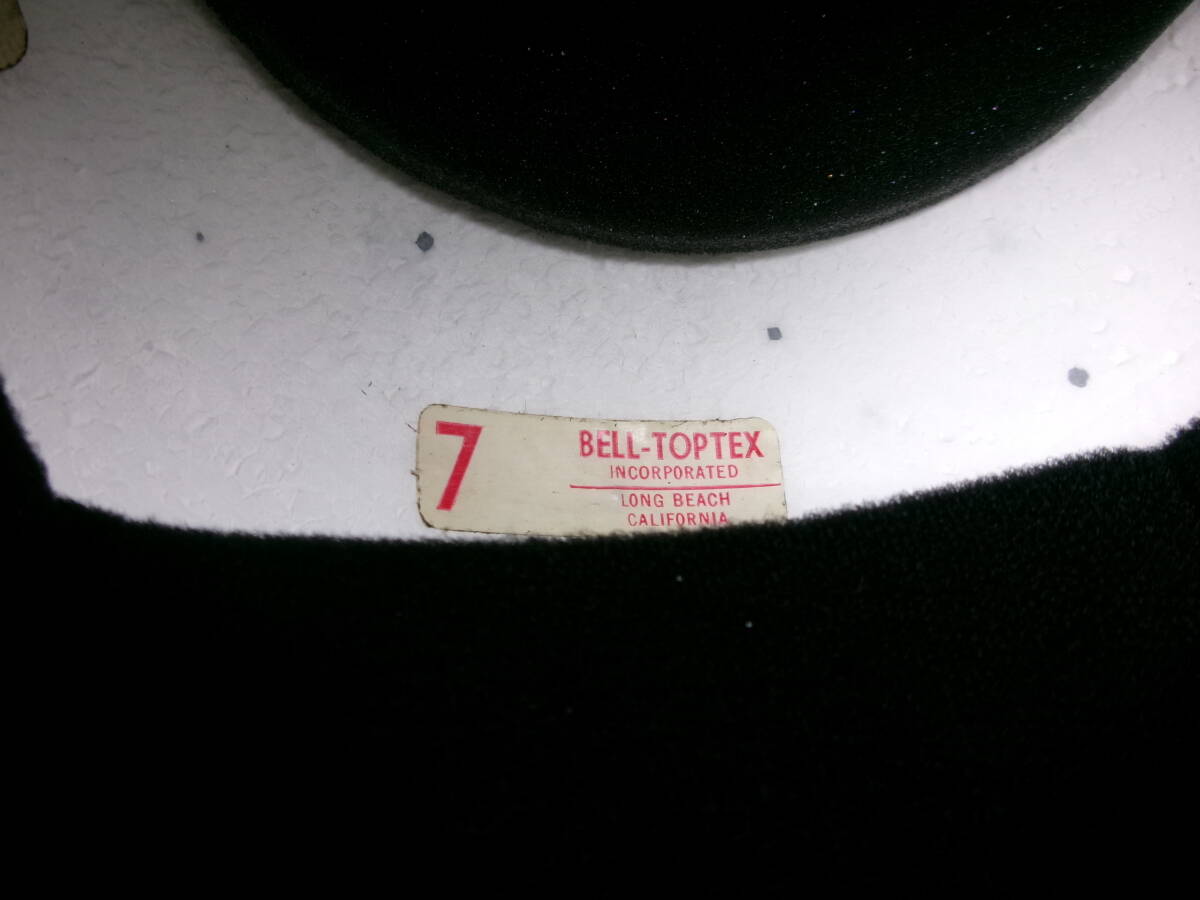 7
BELL-TOPTEX
INCORPORATED
LONG BEACH
CALIFORNIA